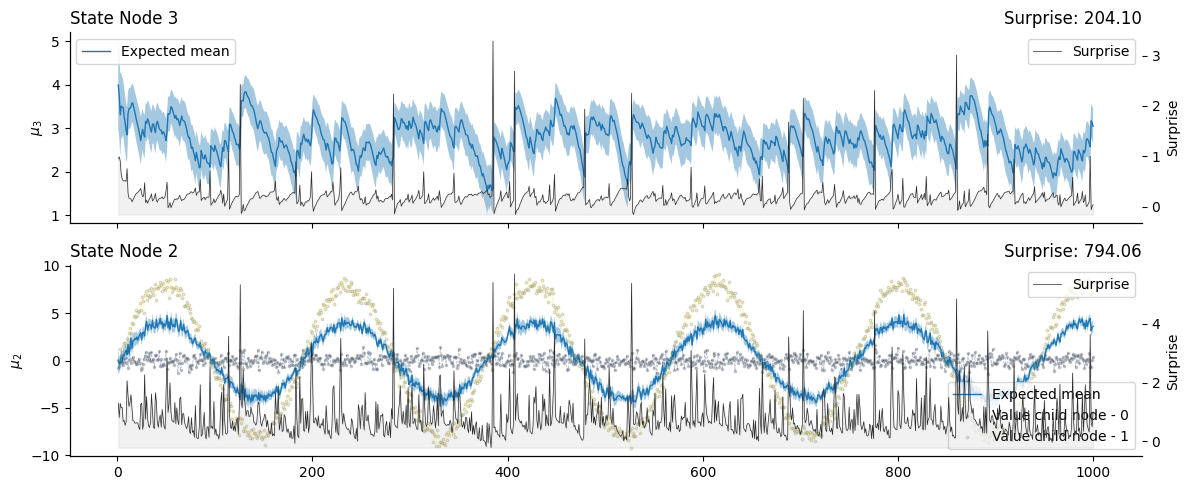 State Node 3
Surprise: 204.10
Expected mean
Surprise
5
4
3
2
1
μ3
3
2
1
0
Surprise
State Node 2
Surprise: 794.06
Surprise
10
5
0
−5
−10
μ2
4
2
0
Surprise
Expected mean
Value child node - 0
Value child node - 1
0
200
400
600
800
1000